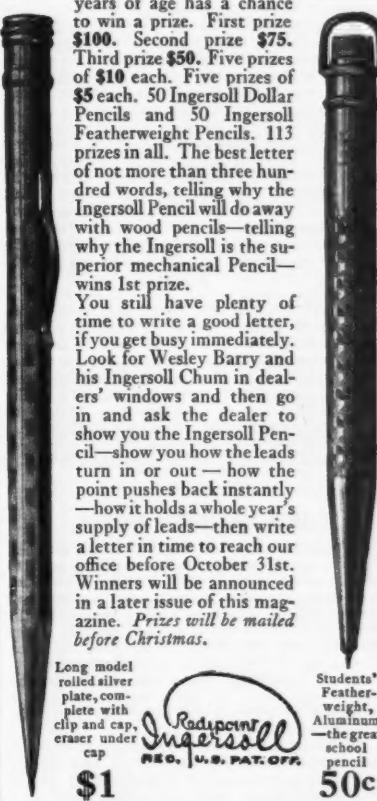 years of age has a chance
to win a prize. First prize
$100. Second prize $75.
Third prize $50. Five prizes
of $10 each. Five prizes of
$5 each. 50 Ingersoll Dollar
Pencils and 50 Ingersoll
Featherweight Pencils. 113
prizes in all. The best letter
of not more than three hun-
dred words, telling why the
Ingersoll Pencil will do away
with wood pencils—telling
why the Ingersoll is the su-
perior mechanical Pencil—
wins 1st prize.
You still have plenty of
time to write a good letter,
if you get busy immediately.
Look for Wesley Barry and
his Ingersoll Chum in deal-
ers' windows and then go
in and ask the dealer to
show you the Ingersoll Pen-
cil—show you how the leads
turn in or out — how the
point pushes back instantly
—how it holds a whole year's
supply of leads—then write
a letter in time to reach our
office before October 31st.
Winners will be announced
in a later issue of this mag-
azine. Prizes will be mailed
before Christmas.
Long model
rolled silver
plate, com-
plete with
clip and cap,
eraser under
cap
$1
Redipoint
Ingersoll
REG. U.S. PAT. OFF.
Students'
Feather-
weight,
Aluminum
—the grea
school
pencil
50c